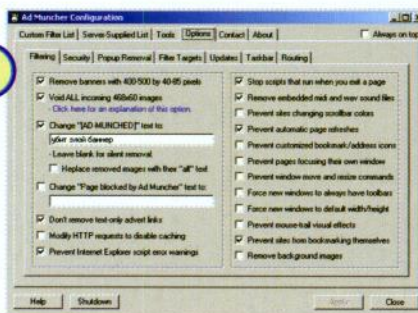 Ad Muncher Configuration
Custom Filter List Server-Supplied List Tools Options Contact About Always on top
Filtering Security Popup Removal Filter Targets Updates Taskbar Routing
Remove banners with 400-500 by 40-85 pixels
Void ALL incoming 468x60 images
- Click here for an explanation of this option.
Change "[AD-MUNCHED]" text to:
убит злой баннер
- Leave blank for silent removal.
Replace removed images with their "alt" text
Change "Page blocked by Ad Muncher" text to:
Don't remove text-only advert links
Modify HTTP requests to disable caching
Prevent Internet Explorer script error warnings
Stop scripts that run when you exit a page
Remove embedded mid and wav sound files
Prevent sites changing scrollbar colors
Prevent automatic page refreshes
Prevent customized bookmark/address icons
Prevent pages focusing their own window
Prevent window move and resize commands
Force new windows to always have toolbars
Force new windows to default width/height
Prevent mouse-trail visual effects
Prevent sites from bookmarking themselves
Remove background images
Help Shutdown Apply Close